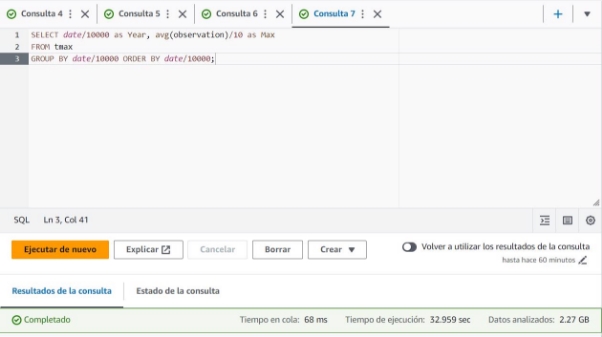 Consulta 4
Consulta 5
Consulta 6
Consulta 7
1 SELECT date/10000 as Year, avg(observation)/10 as Max
2 FROM tmax
3 GROUP BY date/10000 ORDER BY date/10000;
SQL Ln 3, Col 41
Ejecutar de nuevo
Explicar
Cancelar
Borrar
Crear
Volver a utilizar los resultados de la consulta
hasta hace 60 minutos
Resultados de la consulta
Estado de la consulta
Completado
Tiempo en cola: 68 ms
Tiempo de ejecución: 32.959 sec
Datos analizados: 2.27 GB